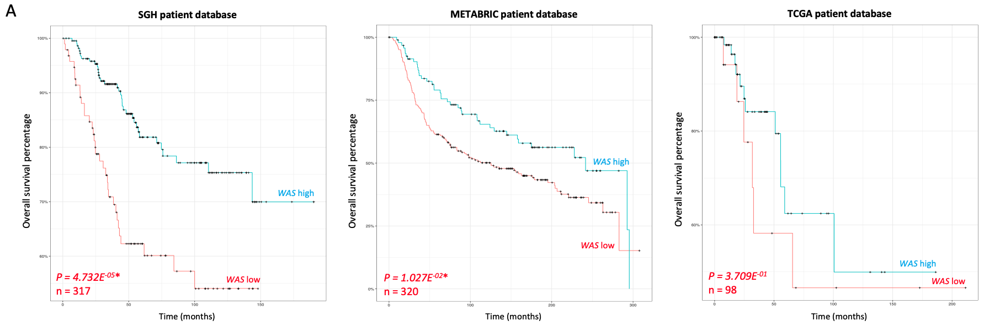 A
SGH patient database
100%
90%
80%
70%
60%
Overall survival percentage
WAS high
WAS low
P = 4.732E-05*
n = 317
0 50 100 150
Time (months)
METABRIC patient database
100%
75%
50%
25%
0%
Overall survival percentage
WAS high
WAS low
P = 1.027E-02*
n = 320
0 100 200 300
Time (months)
TCGA patient database
100%
80%
60%
Overall survival percentage
WAS high
WAS low
P = 3.709E-01
n = 98
0 50 100 150 200
Time (months)